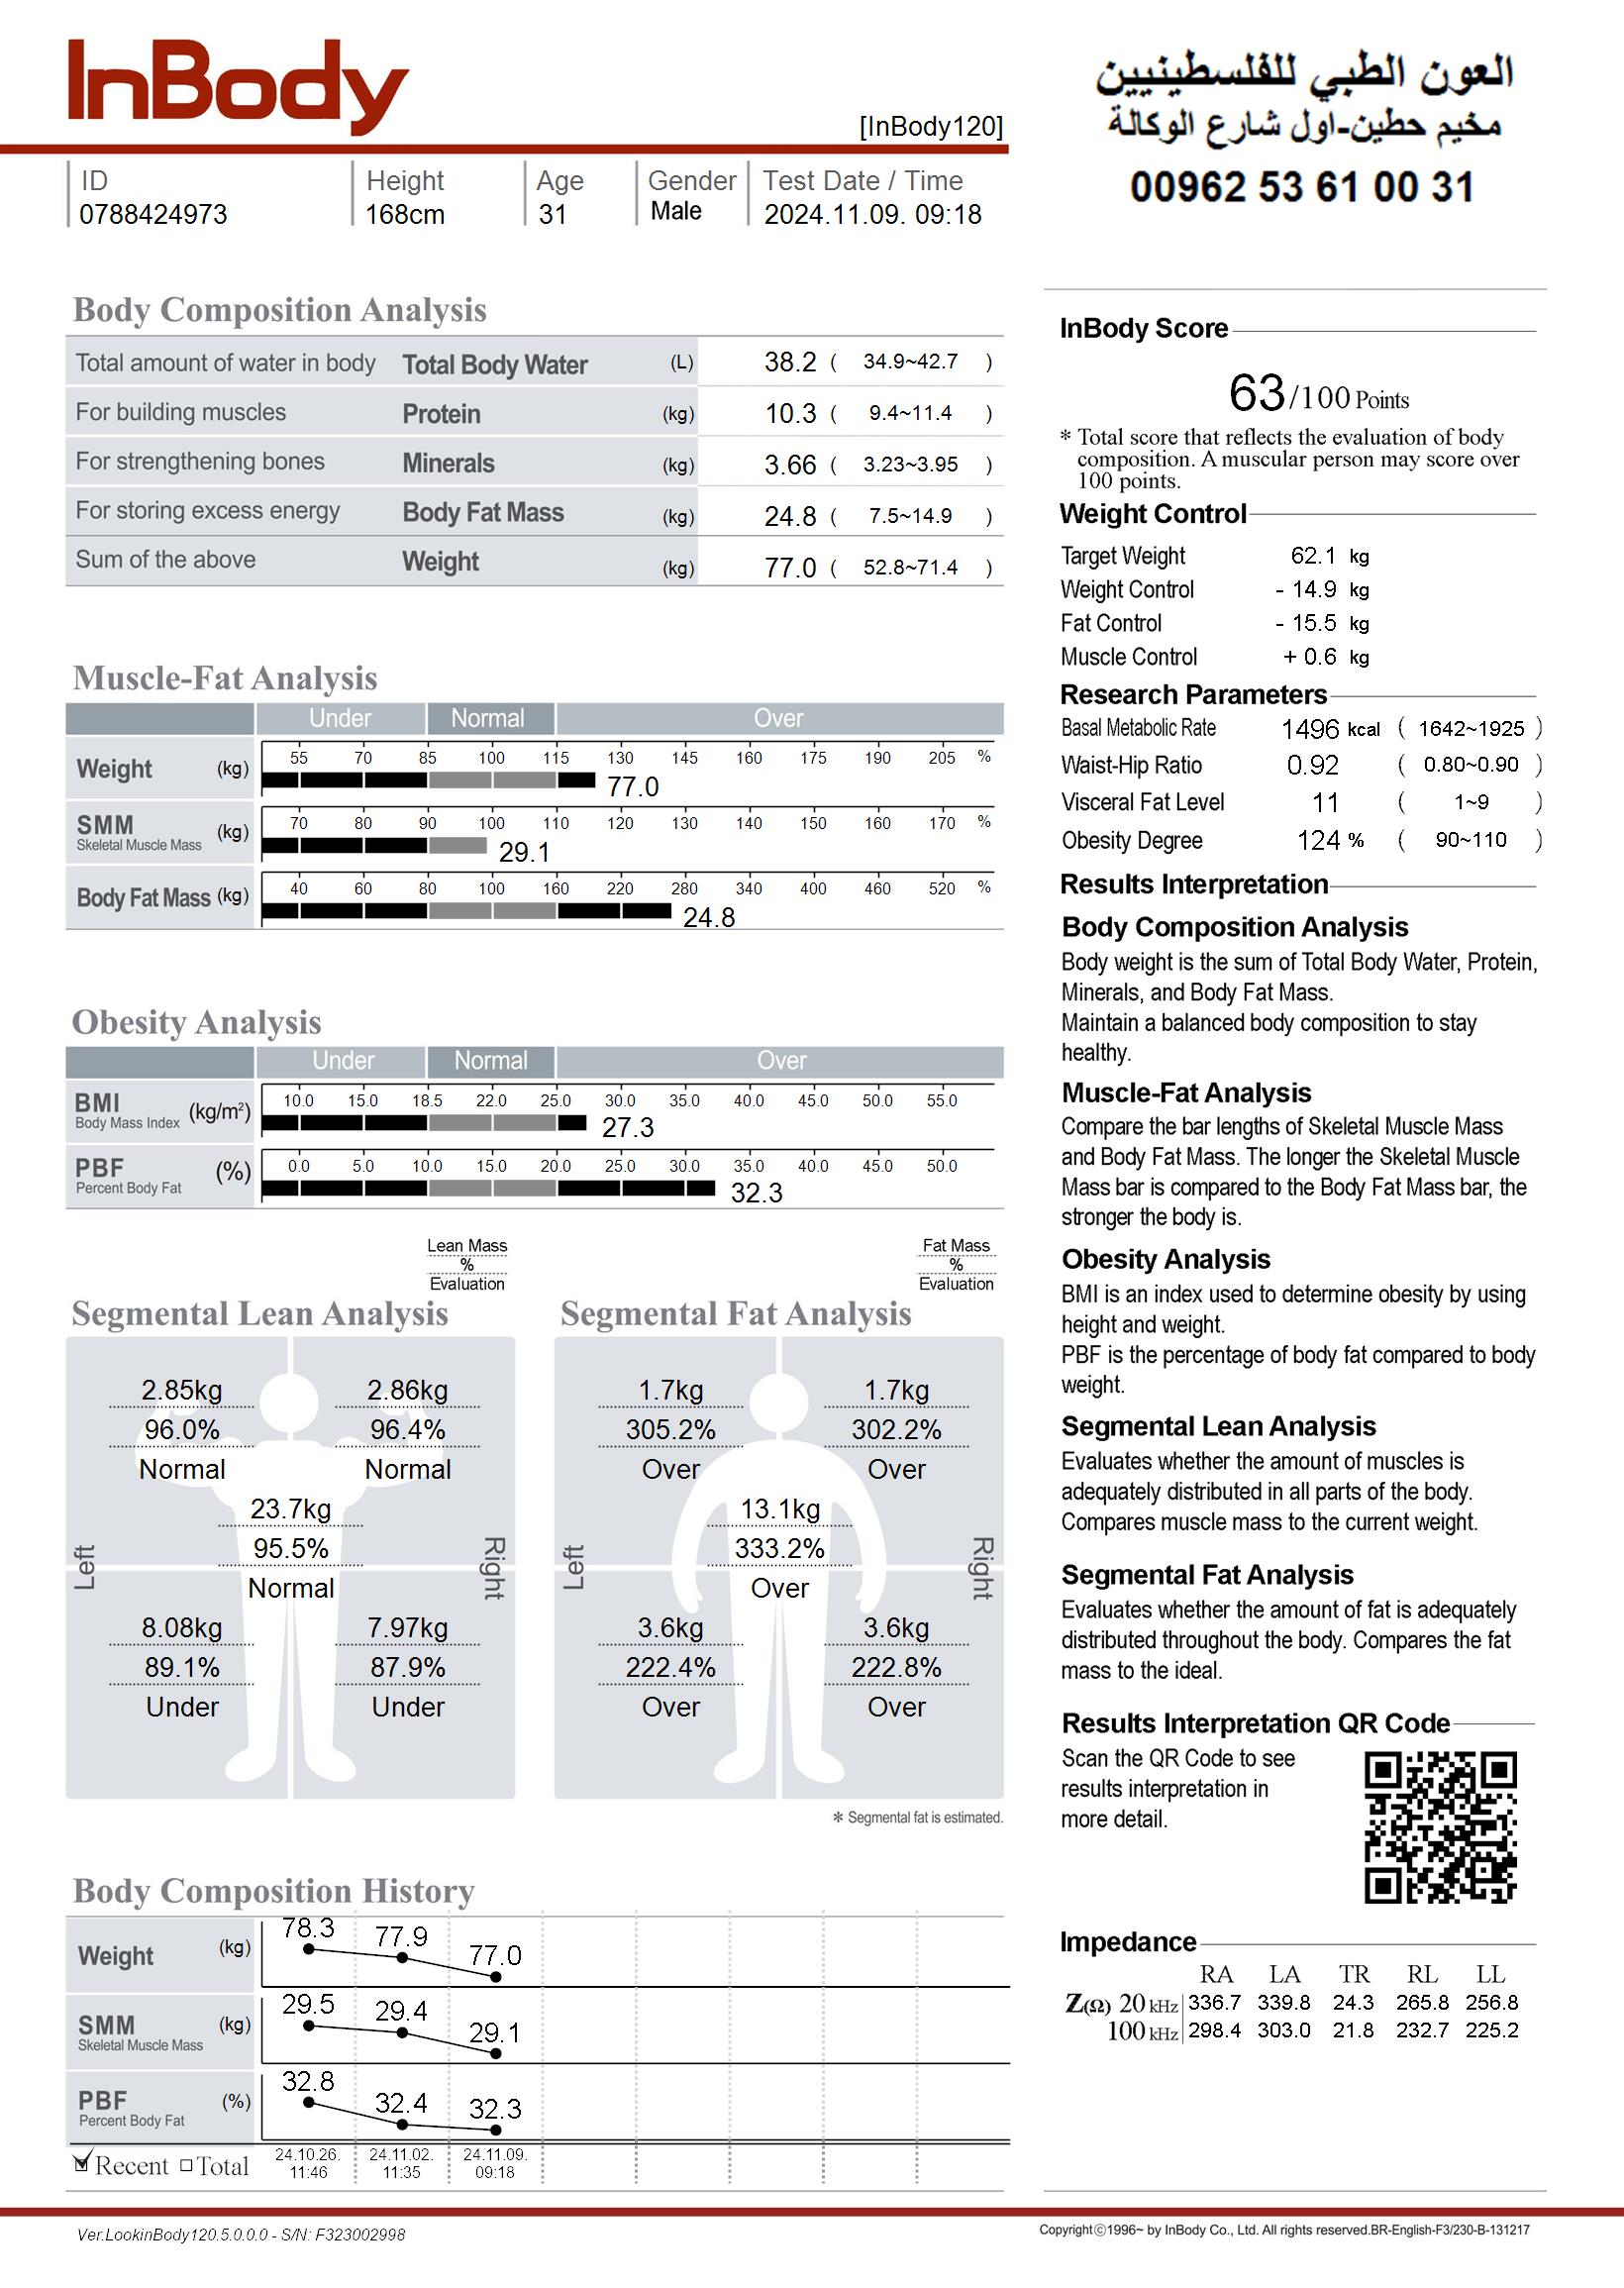 InBody
[InBody120]
العون الطبي للفلسطينيين
مخيم حطين-اول شارع الوكالة
00962 53 61 00 31
ID Height Age Gender Test Date / Time
0788424973 168cm 31 Male 2024.11.09. 09:18
Body Composition Analysis
Total amount of water in body Total Body Water (L) 38.2 ( 34.9~42.7 )
For building muscles Protein (kg) 10.3 ( 9.4~11.4 )
For strengthening bones Minerals (kg) 3.66 ( 3.23~3.95 )
For storing excess energy Body Fat Mass (kg) 24.8 ( 7.5~14.9 )
Sum of the above Weight (kg) 77.0 ( 52.8~71.4 )
Muscle-Fat Analysis
Under Normal Over
Weight (kg) 55 70 85 100 115 130 145 160 175 190 205 %
77.0
SMM (kg) 70 80 90 100 110 120 130 140 150 160 170 %
Skeletal Muscle Mass 29.1
Body Fat Mass (kg) 40 60 80 100 160 220 280 340 400 460 520 %
24.8
Obesity Analysis
Under Normal Over
BMI (kg/m²) 10.0 15.0 18.5 22.0 25.0 30.0 35.0 40.0 45.0 50.0 55.0
Body Mass Index 27.3
PBF (%) 0.0 5.0 10.0 15.0 20.0 25.0 30.0 35.0 40.0 45.0 50.0
Percent Body Fat 32.3
Lean Mass
%
Evaluation
Segmental Lean Analysis
2.85kg 2.86kg
96.0% 96.4%
Normal Normal
23.7kg
95.5%
Normal
Left Right
8.08kg 7.97kg
89.1% 87.9%
Under Under
Fat Mass
%
Evaluation
Segmental Fat Analysis
1.7kg 1.7kg
305.2% 302.2%
Over Over
13.1kg
333.2%
Over
Left Right
3.6kg 3.6kg
222.4% 222.8%
Over Over
* Segmental fat is estimated.
Body Composition History
Weight (kg) 78.3 77.9 77.0
SMM (kg) 29.5 29.4 29.1
Skeletal Muscle Mass
PBF (%) 32.8 32.4 32.3
Percent Body Fat
Recent Total 24.10.26. 24.11.02. 24.11.09.
11:46 11:35 09:18
InBody Score
63/100 Points
* Total score that reflects the evaluation of body
composition. A muscular person may score over
100 points.
Weight Control
Target Weight 62.1 kg
Weight Control - 14.9 kg
Fat Control - 15.5 kg
Muscle Control + 0.6 kg
Research Parameters
Basal Metabolic Rate 1496 kcal ( 1642~1925 )
Waist-Hip Ratio 0.92 ( 0.80~0.90 )
Visceral Fat Level 11 ( 1~9 )
Obesity Degree 124 % ( 90~110 )
Results Interpretation
Body Composition Analysis
Body weight is the sum of Total Body Water, Protein,
Minerals, and Body Fat Mass.
Maintain a balanced body composition to stay
healthy.
Muscle-Fat Analysis
Compare the bar lengths of Skeletal Muscle Mass
and Body Fat Mass. The longer the Skeletal Muscle
Mass bar is compared to the Body Fat Mass bar, the
stronger the body is.
Obesity Analysis
BMI is an index used to determine obesity by using
height and weight.
PBF is the percentage of body fat compared to body
weight.
Segmental Lean Analysis
Evaluates whether the amount of muscles is
adequately distributed in all parts of the body.
Compares muscle mass to the current weight.
Segmental Fat Analysis
Evaluates whether the amount of fat is adequately
distributed throughout the body. Compares the fat
mass to the ideal.
Results Interpretation QR Code
Scan the QR Code to see
results interpretation in
more detail.
Impedance
RA LA TR RL LL
Z(Ω) 20 kHz 336.7 339.8 24.3 265.8 256.8
100 kHz 298.4 303.0 21.8 232.7 225.2
Ver.LookinBody120.5.0.0.0 - S/N: F323002998
Copyright©1996~ by InBody Co., Ltd. All rights reserved.BR-English-F3/230-B-131217